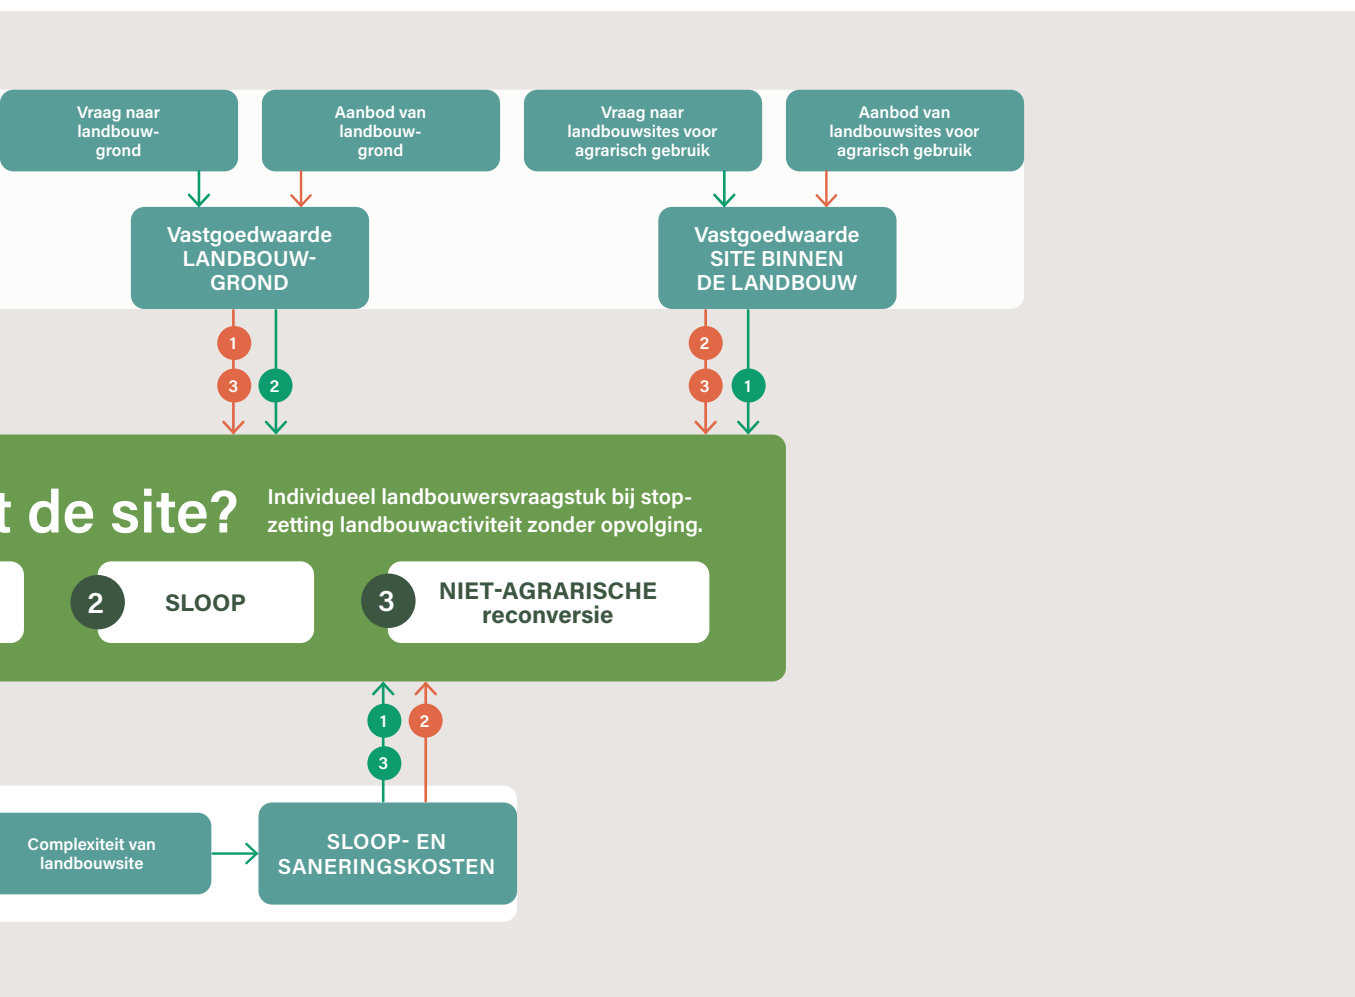 Vraag naar
landbouw-
grond
Aanbod van
landbouw-
grond
Vraag naar
landbouwsites voor
agrarisch gebruik
Aanbod van
landbouwsites voor
agrarisch gebruik
Vastgoedwaarde
LANDBOUW-
GROND
Vastgoedwaarde
SITE BINNEN
DE LANDBOUW
1
3
2
2
3
1
t de site?
Individueel landbouwersvraagstuk bij stop-
zetting landbouwactiviteit zonder opvolging.
2
SLOOP
3
NIET-AGRARISCHE
reconversie
1
2
3
Complexiteit van
landbouwsite
SLOOP- EN
SANERINGSKOSTEN